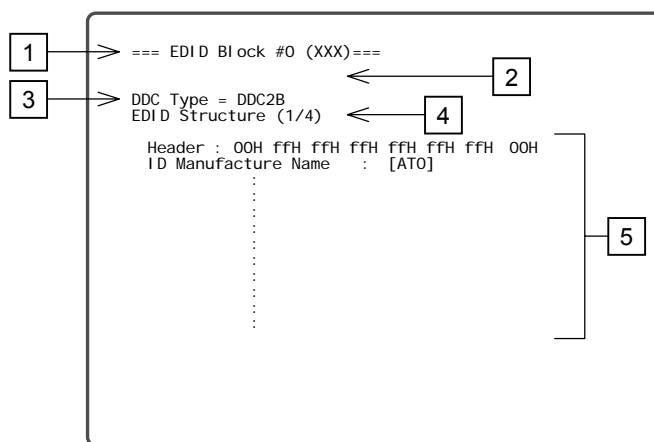 1
=== EDID Block #0 (XXX)===
2
3
DDC Type = DDC2B
EDID Structure (1/4)
4
Header : 00H ffH ffH ffH ffH ffH ffH 00H
ID Manufacture Name : [ATO]
5